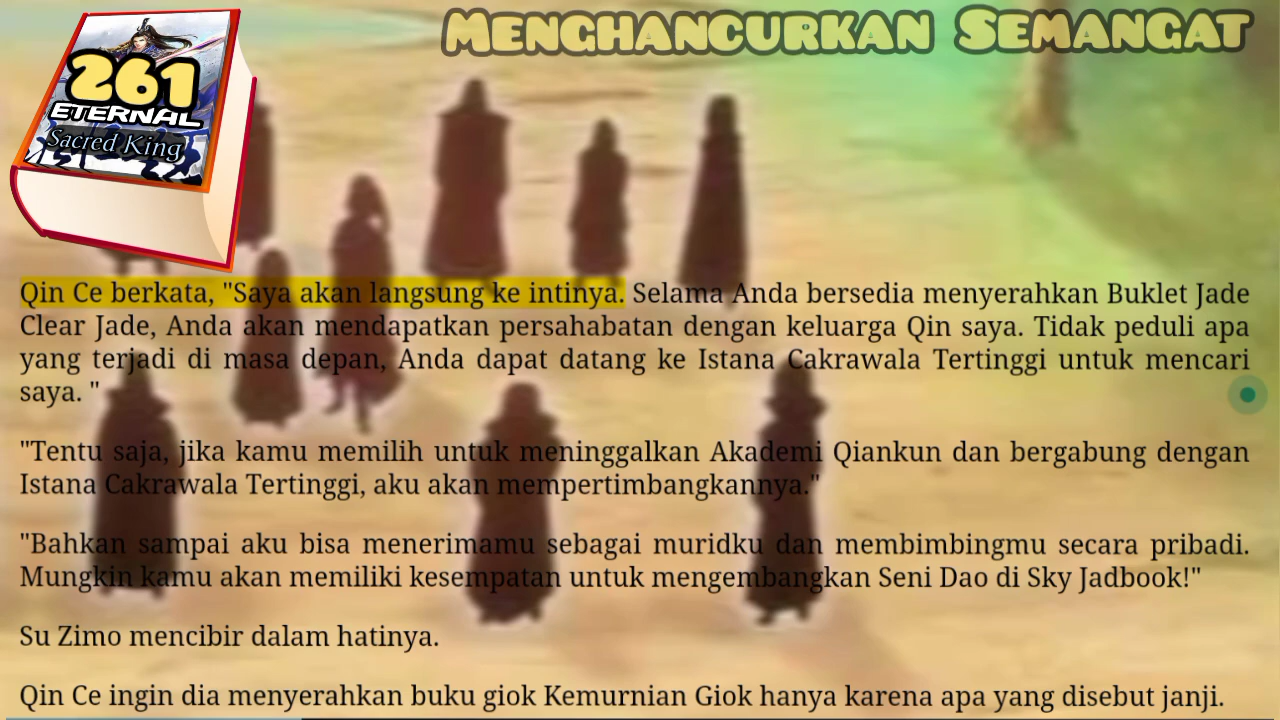 Menghancurkan Semangat
261
ETERNAL
Sacred King
Qin Ce berkata, "Saya akan langsung ke intinya. Selama Anda bersedia menyerahkan Buklet Jade
Clear Jade, Anda akan mendapatkan persahabatan dengan keluarga Qin saya. Tidak peduli apa
yang terjadi di masa depan, Anda dapat datang ke Istana Cakrawala Tertinggi untuk mencari
saya. "
"Tentu saja, jika kamu memilih untuk meninggalkan Akademi Qiankun dan bergabung dengan
Istana Cakrawala Tertinggi, aku akan mempertimbangkannya."
"Bahkan sampai aku bisa menerimamu sebagai muridku dan membimbingmu secara pribadi.
Mungkin kamu akan memiliki kesempatan untuk mengembangkan Seni Dao di Sky Jadbook!"
Su Zimo mencibir dalam hatinya.
Qin Ce ingin dia menyerahkan buku giok Kemurnian Giok hanya karena apa yang disebut janji.